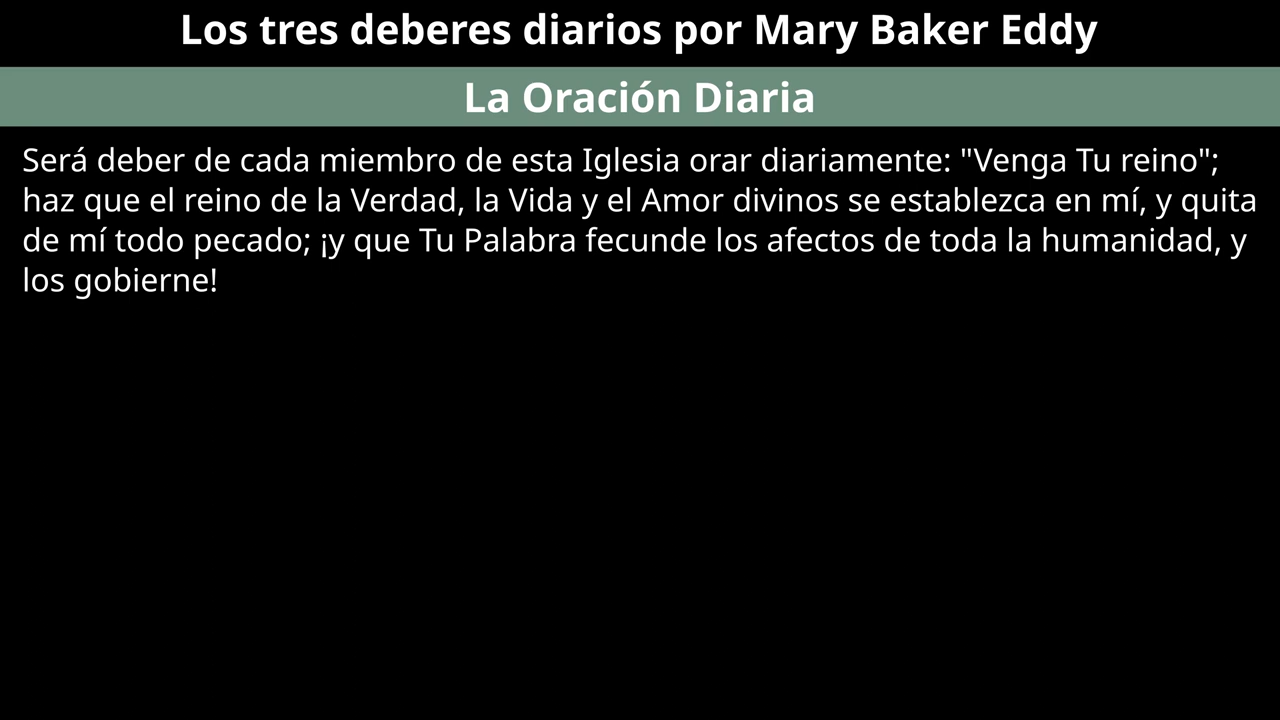 Los tres deberes diarios por Mary Baker Eddy
La Oración Diaria
Será deber de cada miembro de esta Iglesia orar diariamente: "Venga Tu reino";
haz que el reino de la Verdad, la Vida y el Amor divinos se establezca en mí, y quita
de mí todo pecado; ¡y que Tu Palabra fecunde los afectos de toda la humanidad, y
los gobierne!